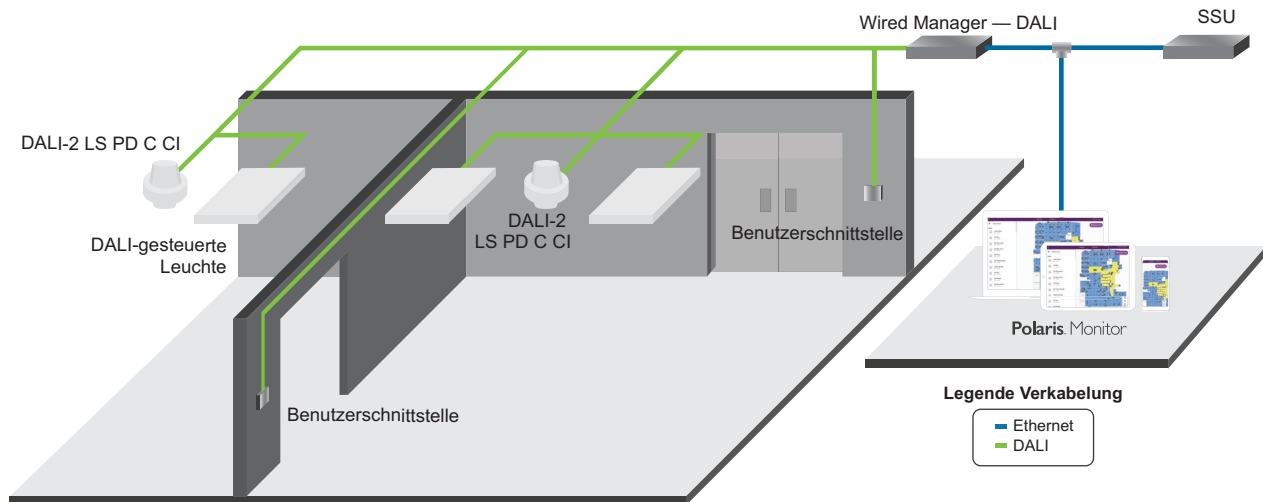 Wired Manager — DALI
SSU
DALI-2 LS PD C CI
DALI-gesteuerte
Leuchte
DALI-2
LS PD C CI
Benutzerschnittstelle
Benutzerschnittstelle
Polaris. Monitor
Legende Verkabelung
Ethernet
DALI